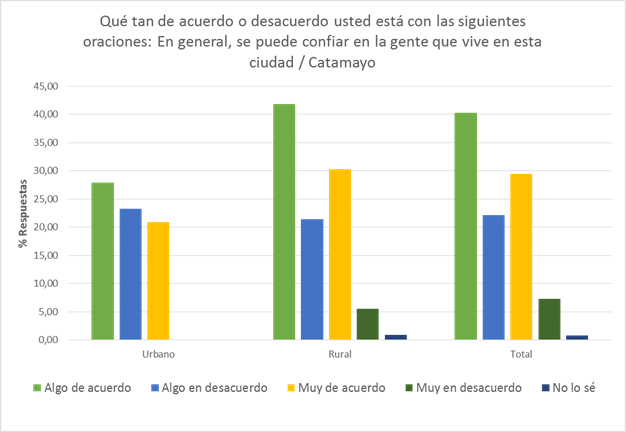 Qué tan de acuerdo o desacuerdo usted está con las siguientes
oraciones: En general, se puede confiar en la gente que vive en esta
ciudad / Catamayo
45,00
40,00
35,00
30,00
25,00
20,00
15,00
10,00
5,00
0,00
% Respuestas
Urbano Rural Total
Algo de acuerdo Algo en desacuerdo Muy de acuerdo Muy en desacuerdo No lo sé